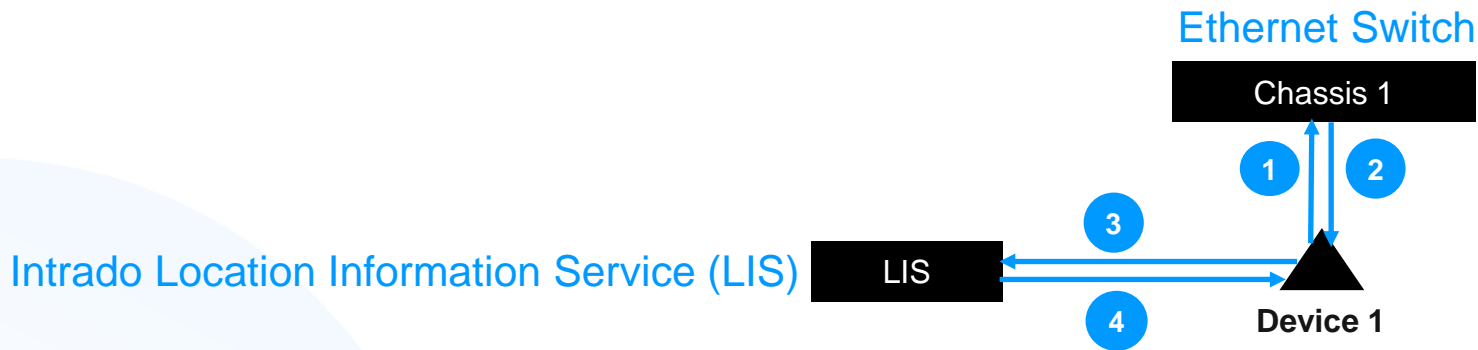 Ethernet Switch
Chassis 1
1
2
3
Intrado Location Information Service (LIS)
LIS
4
Device 1